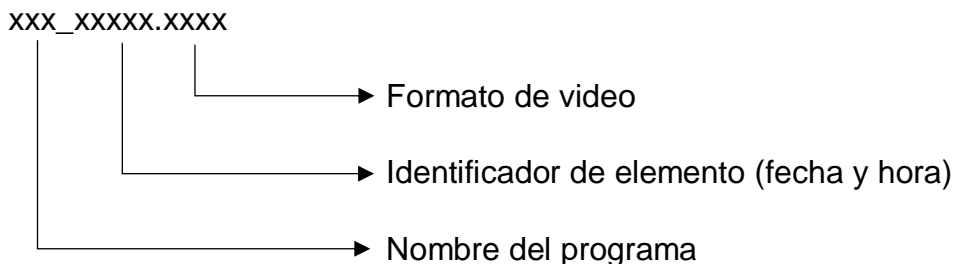 xxx_xxxxx.xxxx
Formato de video
Identificador de elemento (fecha y hora)
Nombre del programa